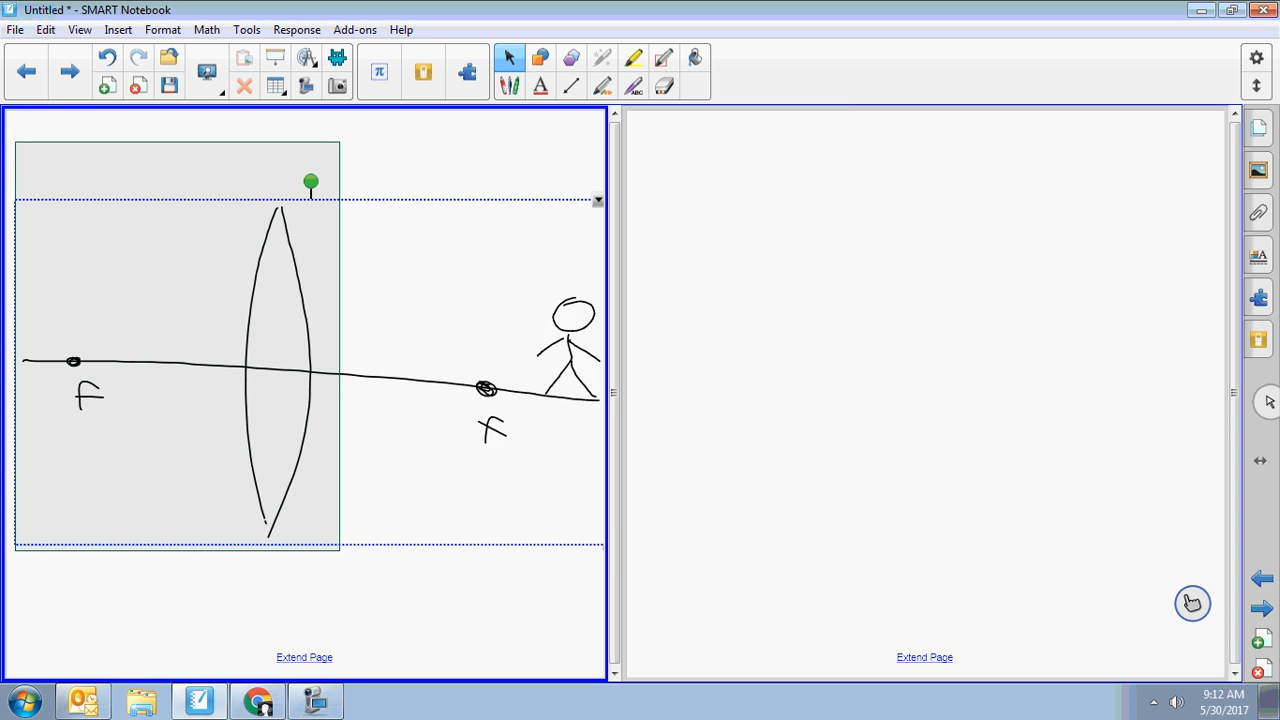 Untitled * - SMART Notebook
File Edit View Insert Format Math Tools Response Add-ons Help
π
A
ABC
A
F
F
Extend Page
Extend Page
9:12 AM
5/30/2017